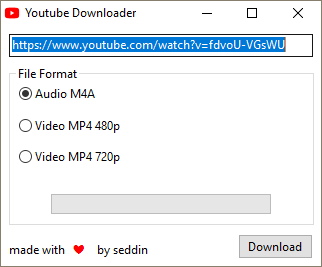 Youtube Downloader
https://www.youtube.com/watch?v=fdvoU-VGsWU
File Format
Audio M4A
Video MP4 480p
Video MP4 720p
made with by seddin
Download